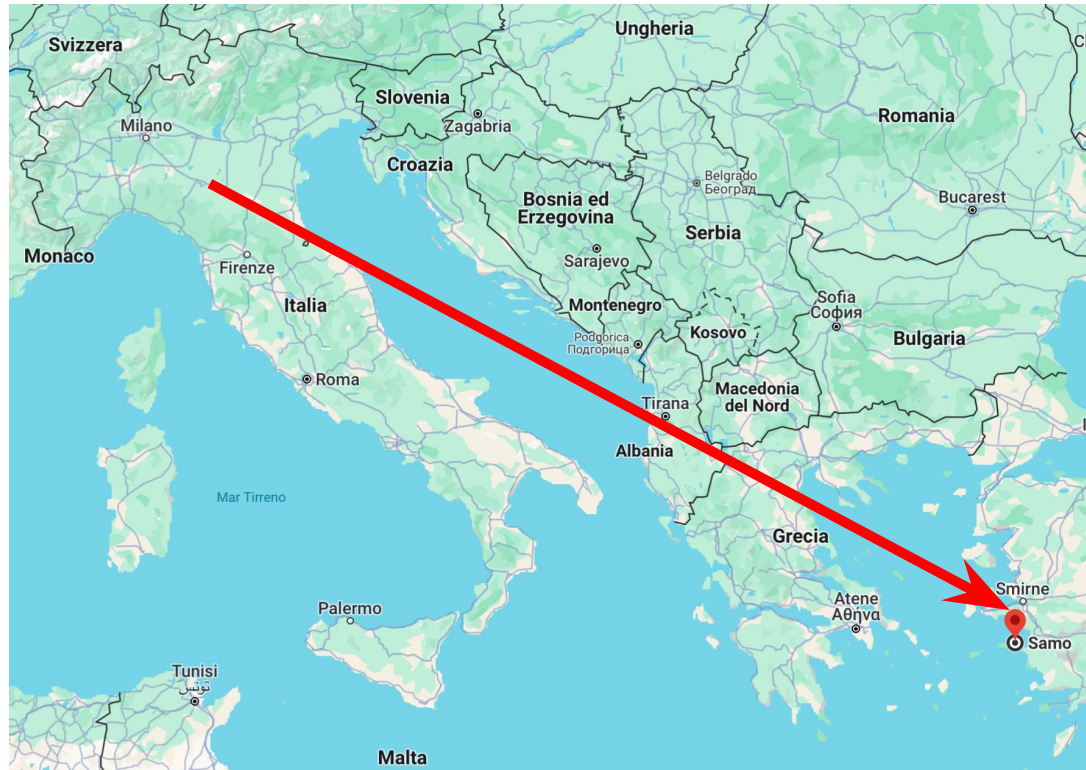 Ungheria
Svizzera
Slovenia
Milano
Zagabria
Romania
Croazia
Belgrado
Београд
Bosnia ed
Erzegovina
Bucarest
Serbia
Monaco
Firenze
Sarajevo
Italia
Montenegro
Sofia
София
Podgorica
Подгорица
Kosovo
Bulgaria
Roma
Macedonia
del Nord
Tirana
Albania
Mar Tirreno
Grecia
Smirne
Atene
Αθήνα
Palermo
Samo
Tunisi
تونس
Malta